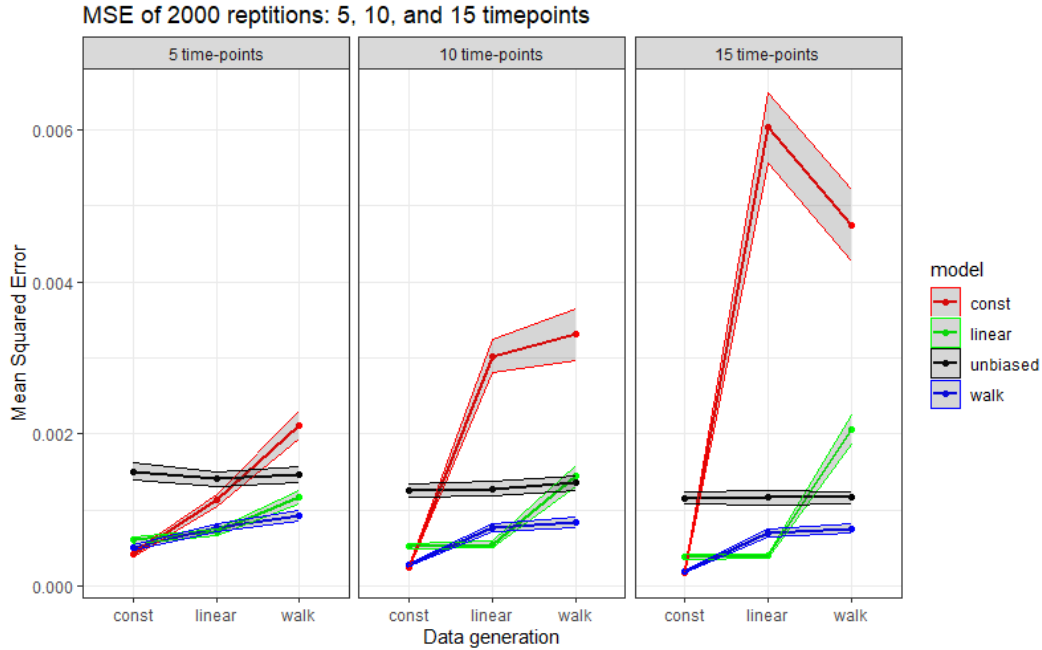 MSE of 2000 reptitions: 5, 10, and 15 timepoints
5 time-points
10 time-points
15 time-points
0.006
0.004
0.002
0.000
Mean Squared Error
const
linear
walk
const
linear
walk
const
linear
walk
Data generation
model
const
linear
unbiased
walk